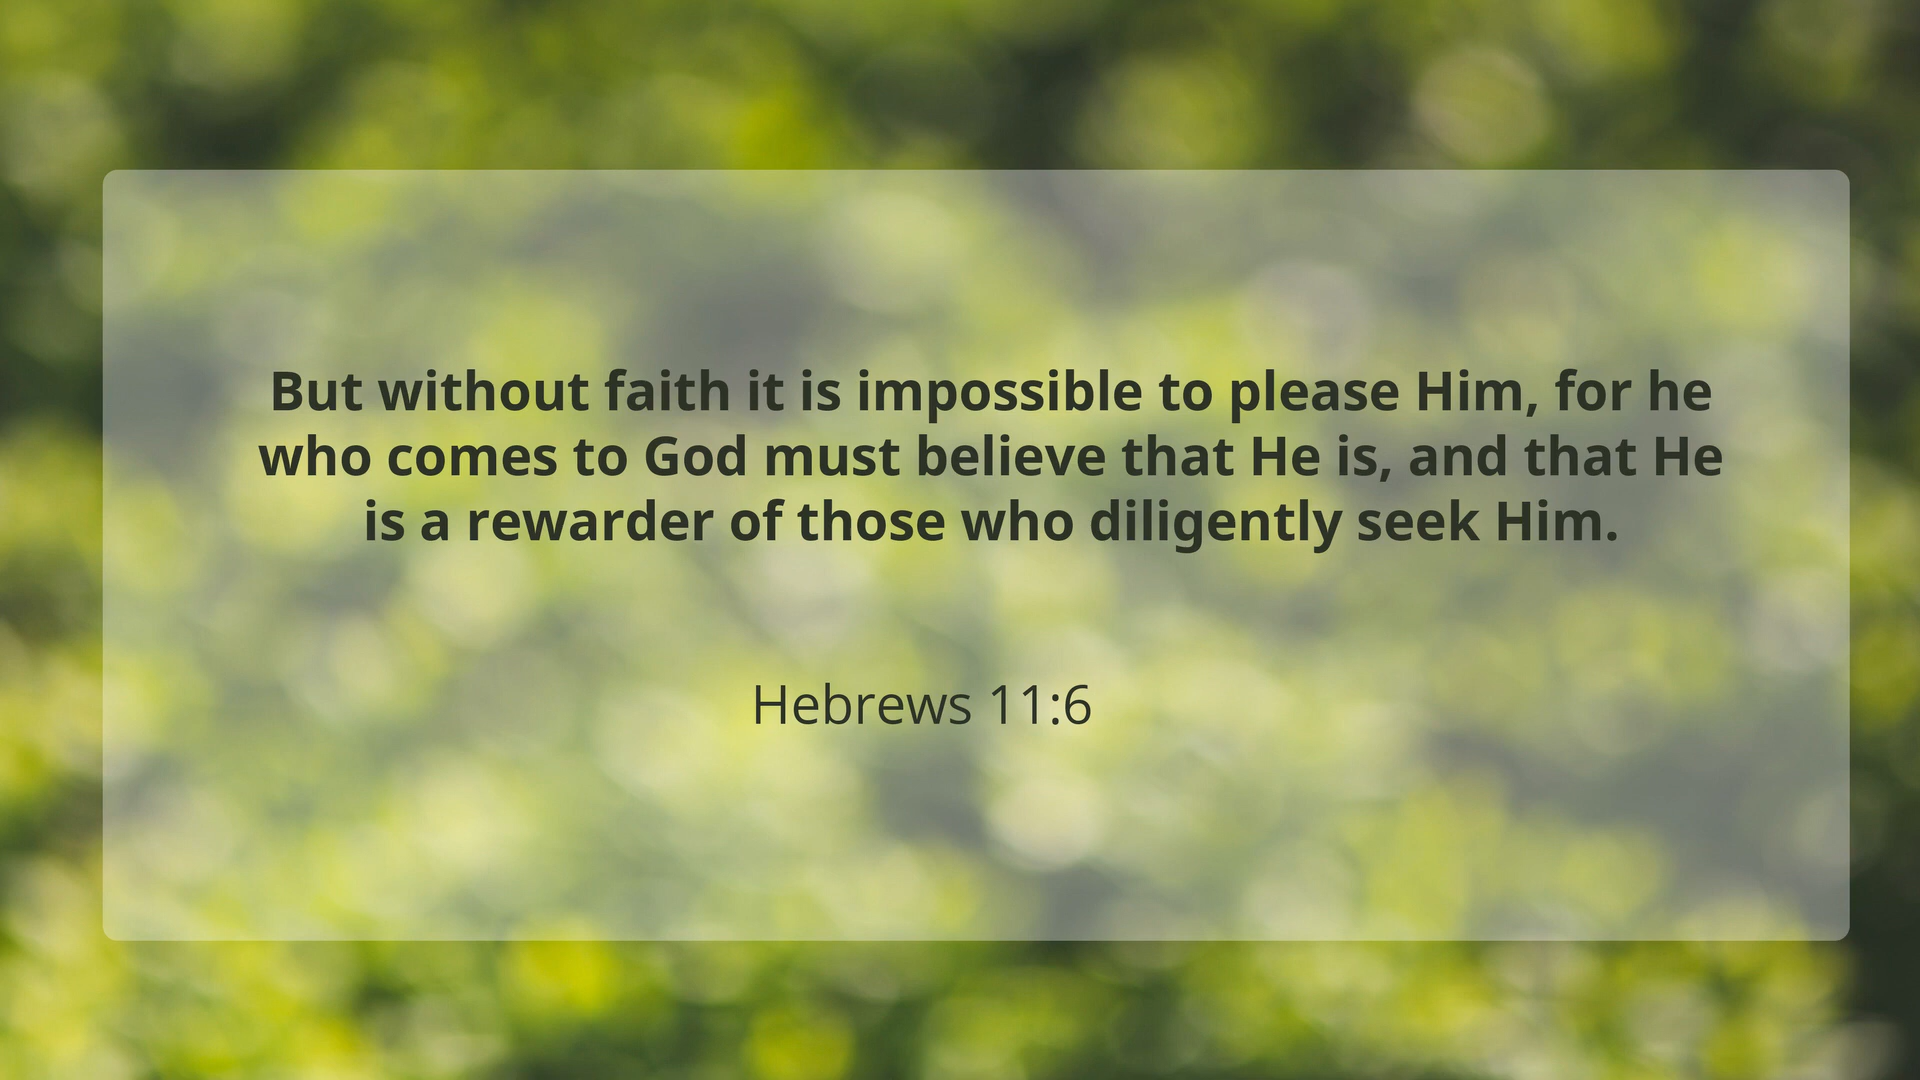 But without faith it is impossible to please Him, for he
who comes to God must believe that He is, and that He
is a rewarder of those who diligently seek Him.
Hebrews 11:6